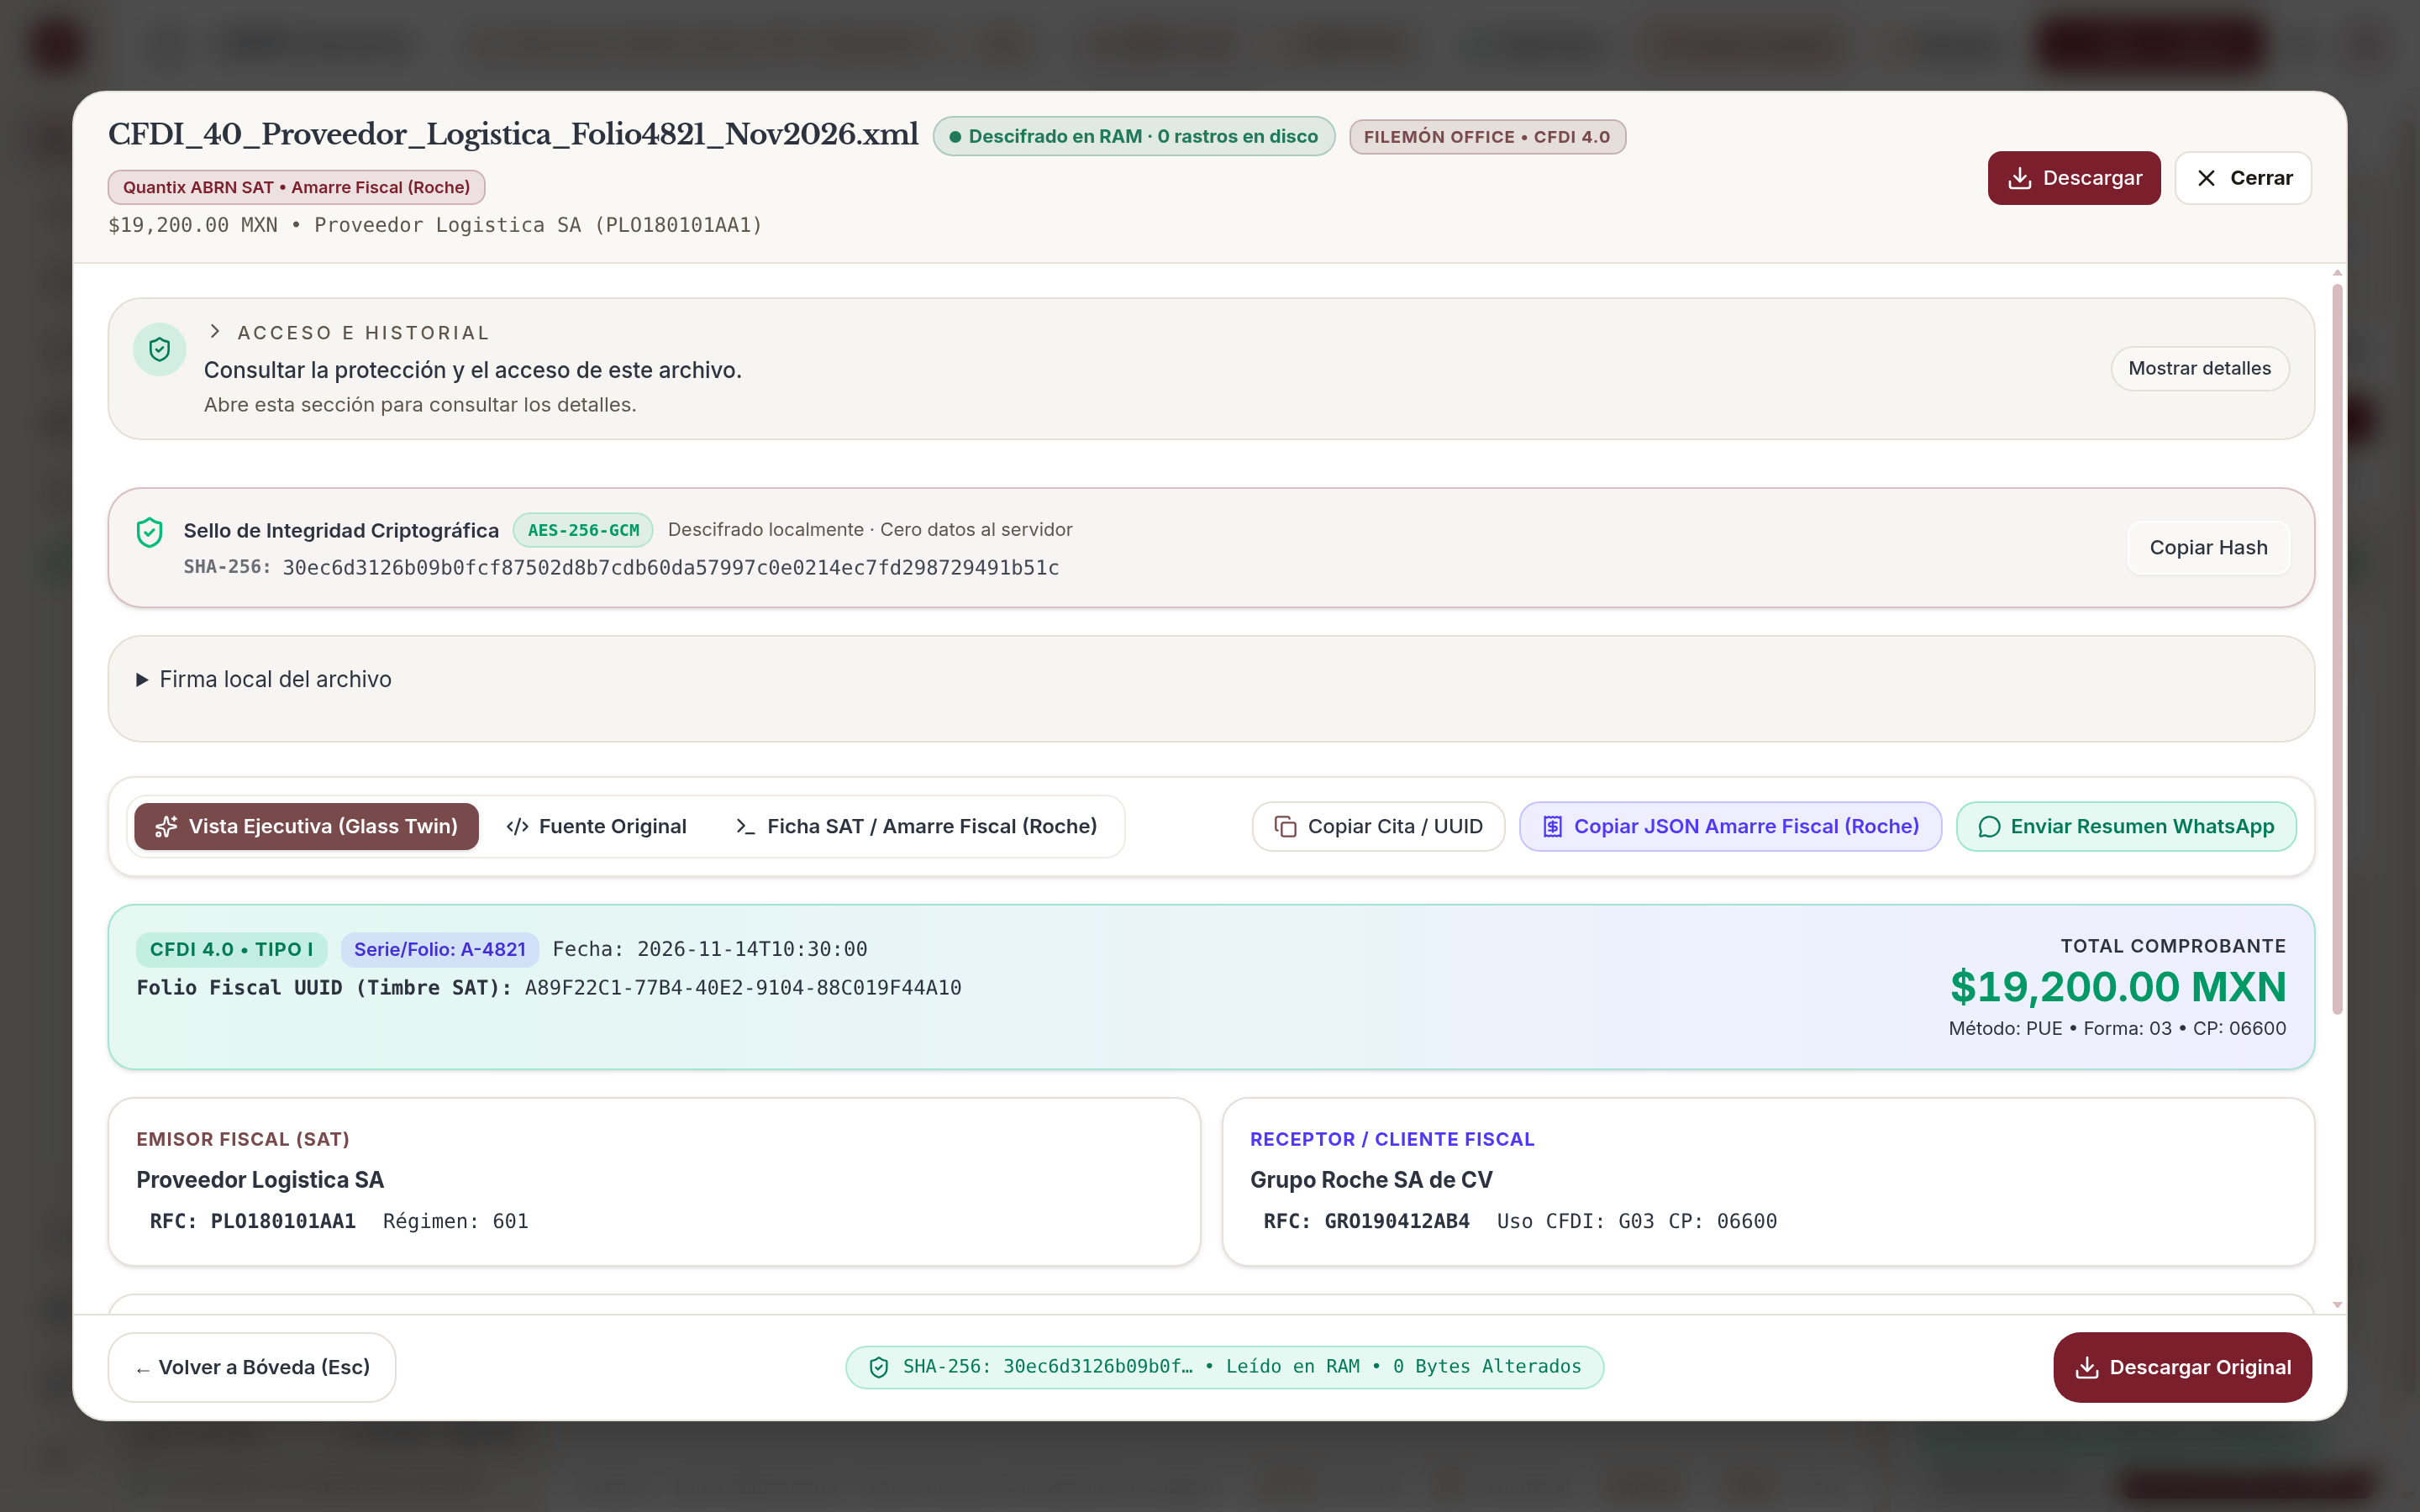 CFDI_40_Proveedor_Logistica_Folio4821_Nov2026.xml
Descifrado en RAM · 0 rastros en disco
FILEMÓN OFFICE • CFDI 4.0
Quantix ABRN SAT • Amarre Fiscal (Roche)
$19,200.00 MXN • Proveedor Logistica SA (PLO180101AA1)
Descargar
Cerrar
ACCESO E HISTORIAL
Consultar la protección y el acceso de este archivo.
Abre esta sección para consultar los detalles.
Mostrar detalles
Sello de Integridad Criptográfica
AES-256-GCM
Descifrado localmente · Cero datos al servidor
SHA-256: 30ec6d3126b09b0fcf87502d8b7cdb60da57997c0e0214ec7fd298729491b51c
Copiar Hash
Firma local del archivo
Vista Ejecutiva (Glass Twin)
Fuente Original
Ficha SAT / Amarre Fiscal (Roche)
Copiar Cita / UUID
Copiar JSON Amarre Fiscal (Roche)
Enviar Resumen WhatsApp
CFDI 4.0 • TIPO I
Serie/Folio: A-4821
Fecha: 2026-11-14T10:30:00
Folio Fiscal UUID (Timbre SAT): A89F22C1-77B4-40E2-9104-88C019F44A10
TOTAL COMPROBANTE
$19,200.00 MXN
Método: PUE • Forma: 03 • CP: 06600
EMISOR FISCAL (SAT)
Proveedor Logistica SA
RFC: PLO180101AA1 Régimen: 601
RECEPTOR / CLIENTE FISCAL
Grupo Roche SA de CV
RFC: GRO190412AB4 Uso CFDI: G03 CP: 06600
← Volver a Bóveda (Esc)
SHA-256: 30ec6d3126b09b0f… • Leído en RAM • 0 Bytes Alterados
Descargar Original